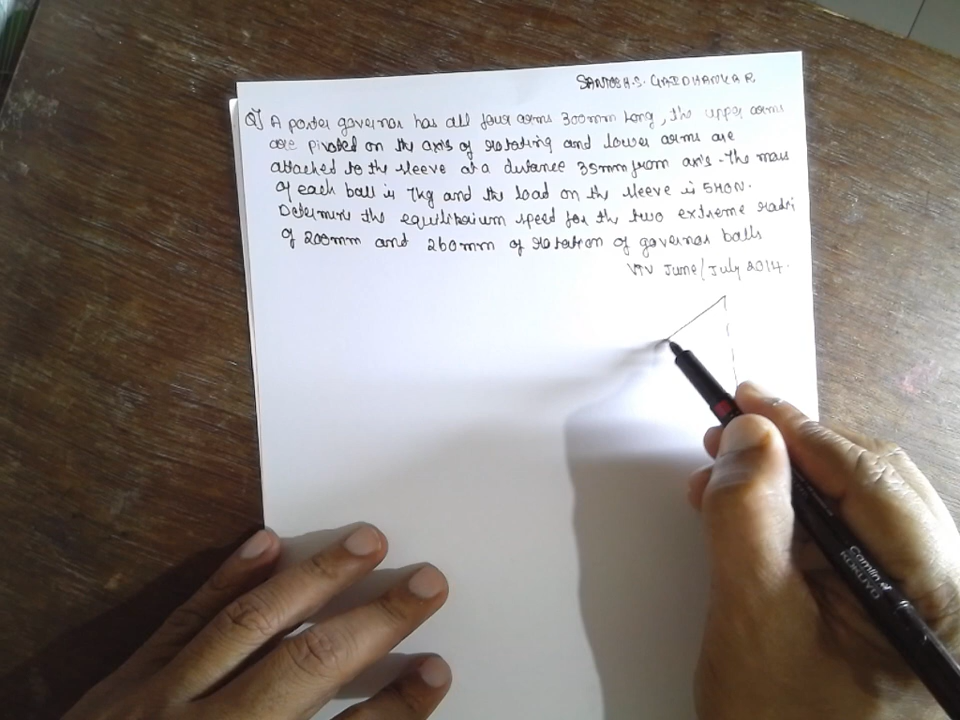 SANTOSH.S. GAIDHANKAR
Q] A porter governor has all four arms 300mm long, the upper arms
are pivoted on the axis of rotating and lower arms are
attached to the sleeve at a distance 35mm from axis. The mass
of each ball is 7kg and the load on the sleeve is 540N.
Determine the equilibrium speed for the two extreme radii
of 200mm and 260mm of rotation of governor balls
VTU June/July 2014.
Camlin
KOKUYO